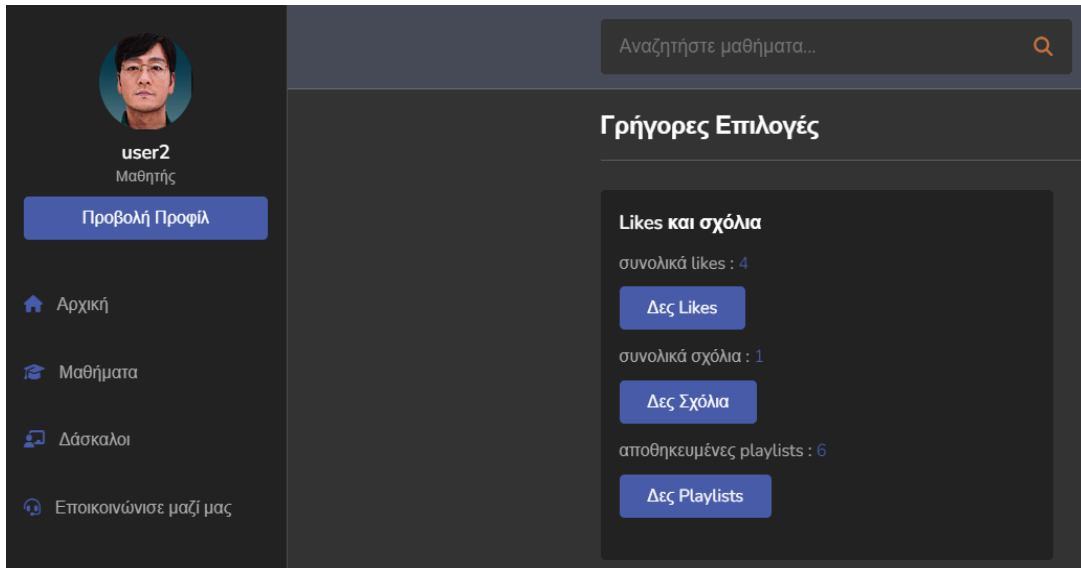 user2
Μαθητής
Προβολή Προφίλ
Αρχική
Μαθήματα
Δάσκαλοι
Εποικοινώνισε μαζί μας
Αναζητήστε μαθήματα...
Γρήγορες Επιλογές
Likes και σχόλια
συνολικά likes : 4
Δες Likes
συνολικά σχόλια : 1
Δες Σχόλια
αποθηκευμένες playlists : 6
Δες Playlists